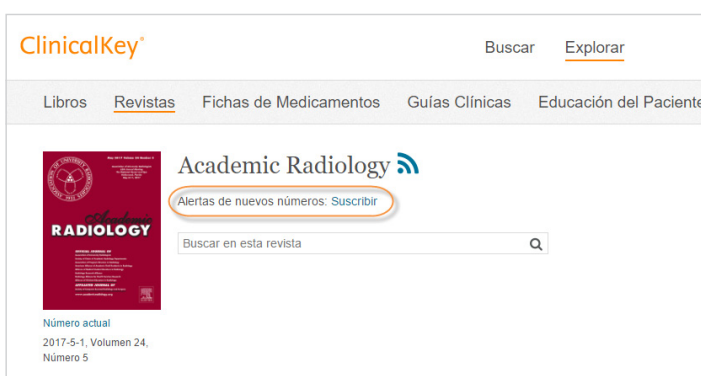 ClinicalKey®
Buscar Explorar
Libros Revistas Fichas de Medicamentos Guías Clínicas Educación del Paciente
Academic Radiology
Alertas de nuevos números: Suscribir
Buscar en esta revista
Academic
RADIOLOGY
Número actual
2017-5-1, Volumen 24,
Número 5